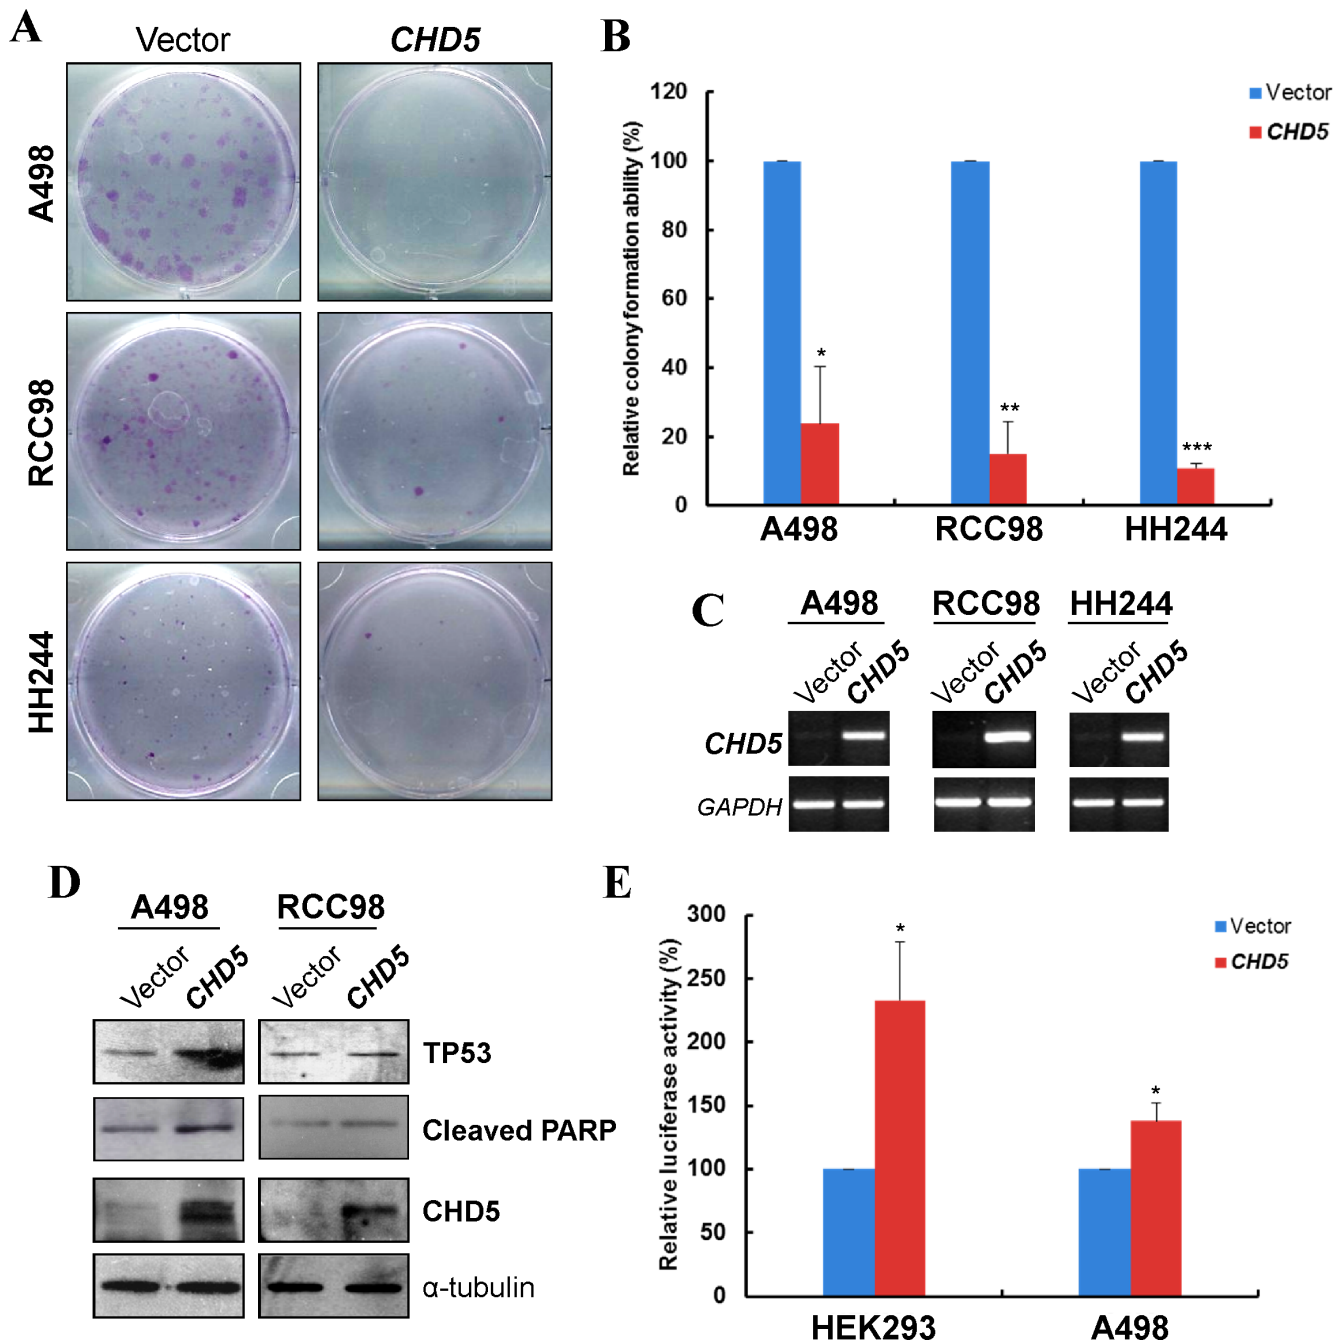 A
Vector
CHD5
A498
RCC98
HH244
B
Relative colony formation ability (%)
120
100
80
60
40
20
0
Vector
CHD5
*
**
***
A498
RCC98
HH244
C
A498
RCC98
HH244
Vector
CHD5
Vector
CHD5
Vector
CHD5
CHD5
GAPDH
D
A498
RCC98
Vector
CHD5
Vector
CHD5
TP53
Cleaved PARP
CHD5
α-tubulin
E
Relative luciferase activity (%)
300
250
200
150
100
50
0
Vector
CHD5
*
*
HEK293
A498